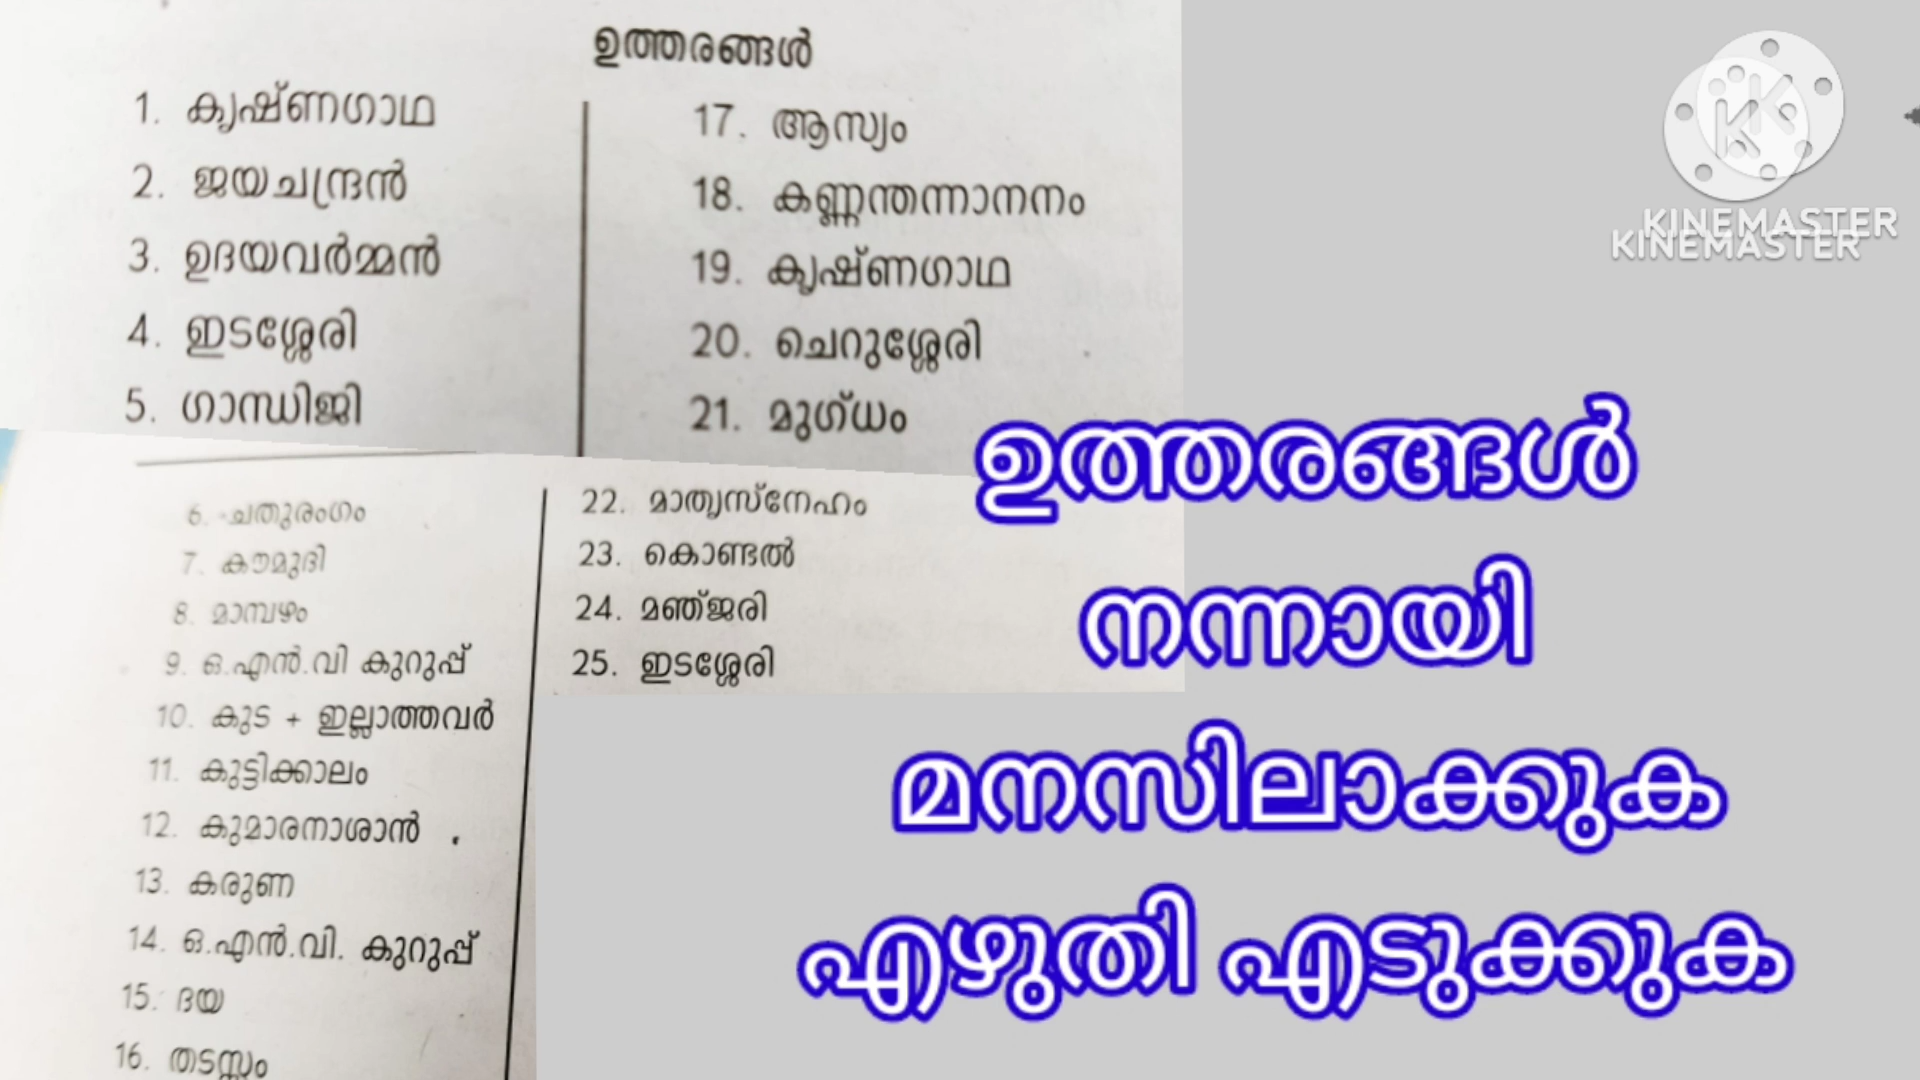 ഉത്തരങ്ങൾ
1. കൃഷ്ണഗാഥ
2. ജയചന്ദ്രൻ
3. ഉദയവർമ്മൻ
4. ഇടശ്ശേരി
5. ഗാന്ധിജി
6. ചതുരംഗം
7. കൗമുദി
8. മാമ്പഴം
9. ഒ.എൻ.വി കുറുപ്പ്
10. കുട + ഇല്ലാത്തവർ
11. കുട്ടിക്കാലം
12. കുമാരനാശാൻ .
13. കരുണ
14. ഒ.എൻ.വി. കുറുപ്പ്
15. ദയ
16. തടസ്സം
17. ആസ്യം
18. കണ്ണന്തന്നാനനം
19. കൃഷ്ണഗാഥ
20. ചെറുശ്ശേരി
21. മുഗ്ധം
22. മാതൃസ്നേഹം
23. കൊണ്ടൽ
24. മഞ്ജരി
25. ഇടശ്ശേരി
ഉത്തരങ്ങൾ
നന്നായി
മനസിലാക്കുക
എഴുതി എടുക്കുക
KINEMASTER
KINEMASTER